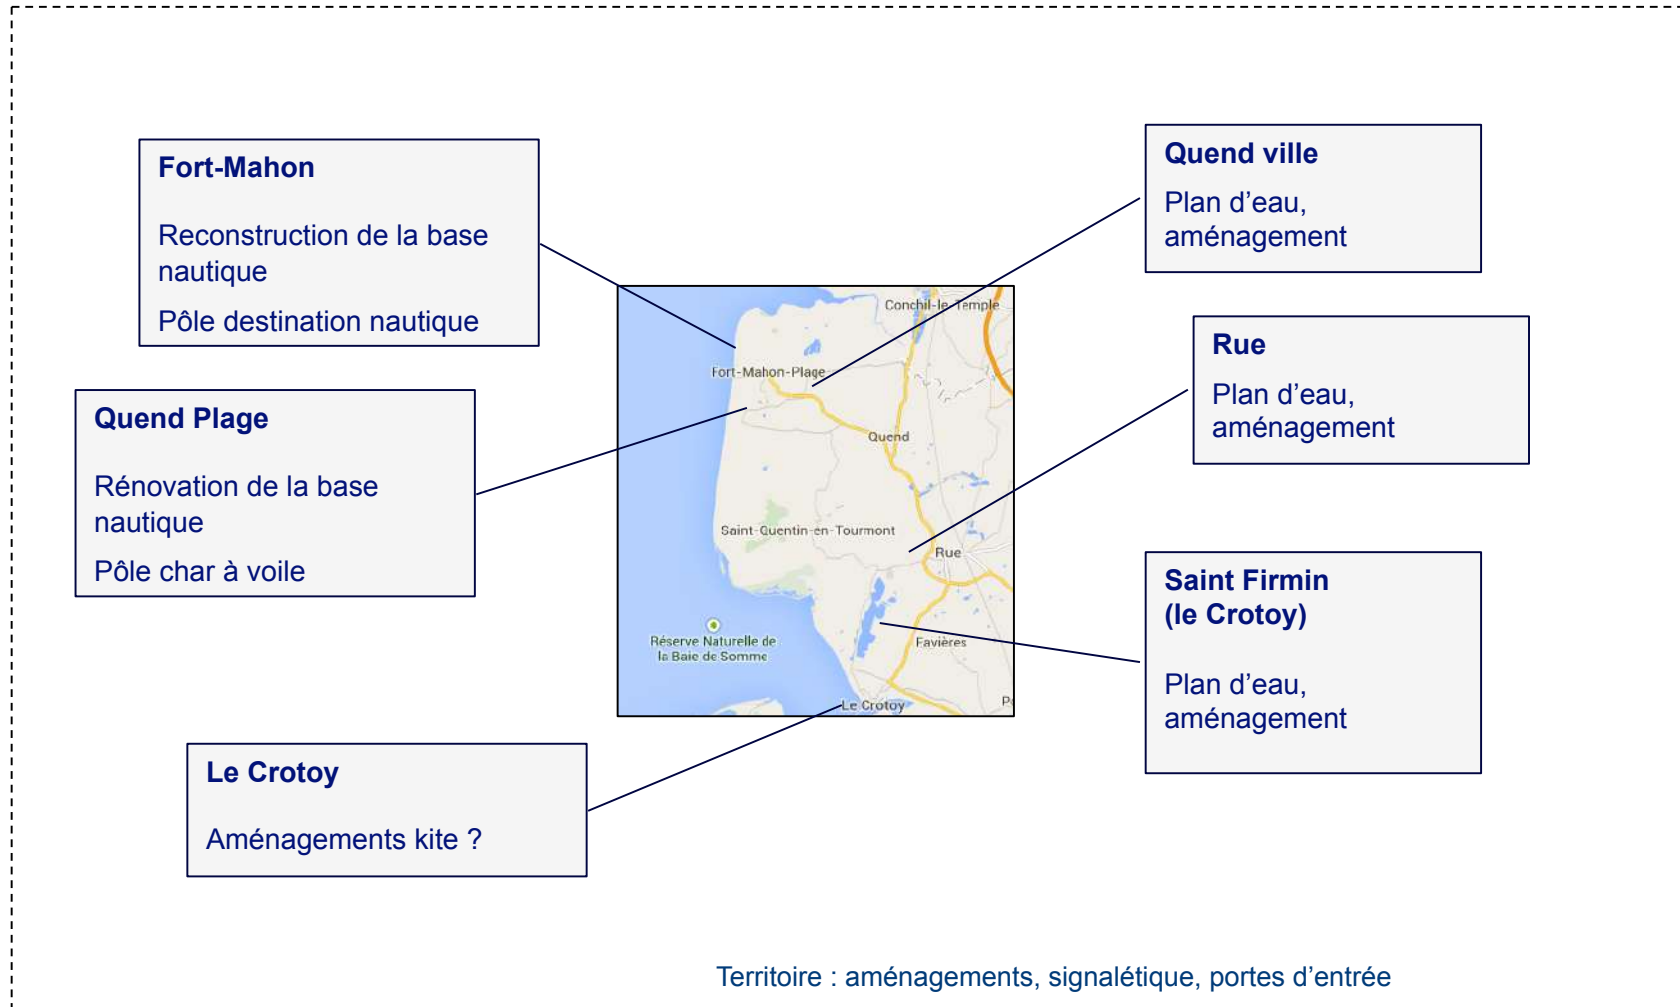 Fort-Mahon
Reconstruction de la base
nautique
Pôle destination nautique
Quend Plage
Rénovation de la base
nautique
Pôle char à voile
Le Crotoy
Aménagements kite ?
Conchil-le-Temple
Fort-Mahon-Plage
Quend
Saint-Quentin-en-Tourmont
Rue
Réserve Naturelle de
la Baie de Somme
Favières
Le Crotoy
Quend ville
Plan d’eau,
aménagement
Rue
Plan d’eau,
aménagement
Saint Firmin
(le Crotoy)
Plan d’eau,
aménagement
Territoire : aménagements, signalétique, portes d’entrée